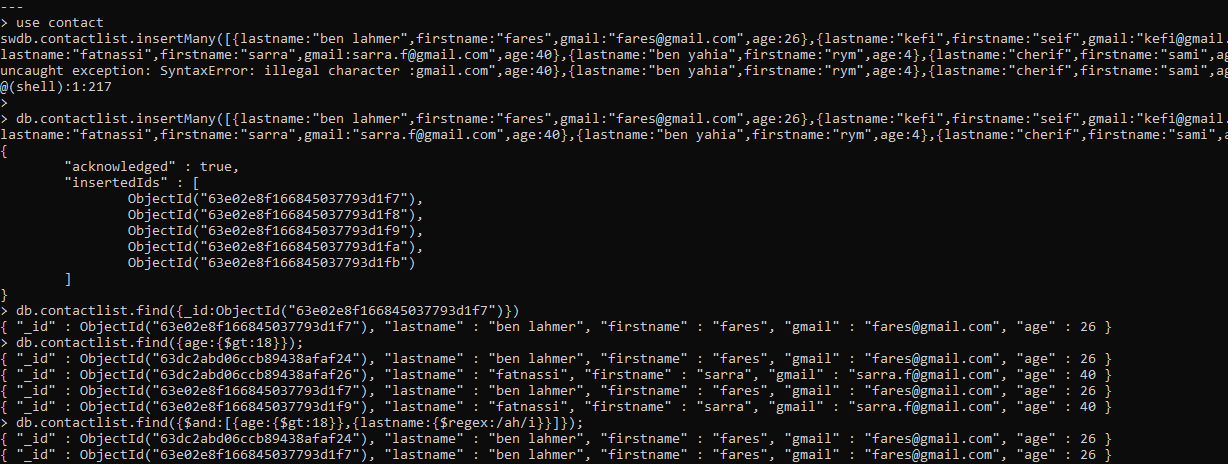 ---
> use contact
swdb.contactlist.insertMany([{lastname:"ben lahmer",firstname:"fares",gmail:"fares@gmail.com",age:26},{lastname:"kefi",firstname:"seif",gmail:"kefi@gmail.
lastname:"fatnassi",firstname:"sarra",gmail:sarra.f@gmail.com",age:40},{lastname:"ben yahia",firstname:"rym",age:4},{lastname:"cherif",firstname:"sami",ag
uncaught exception: SyntaxError: illegal character :gmail.com",age:40},{lastname:"ben yahia",firstname:"rym",age:4},{lastname:"cherif",firstname:"sami",ag
@(shell):1:217
>
> db.contactlist.insertMany([{lastname:"ben lahmer",firstname:"fares",gmail:"fares@gmail.com",age:26},{lastname:"kefi",firstname:"seif",gmail:"kefi@gmail.
lastname:"fatnassi",firstname:"sarra",gmail:"sarra.f@gmail.com",age:40},{lastname:"ben yahia",firstname:"rym",age:4},{lastname:"cherif",firstname:"sami",a
{
        "acknowledged" : true,
        "insertedIds" : [
                ObjectId("63e02e8f166845037793d1f7"),
                ObjectId("63e02e8f166845037793d1f8"),
                ObjectId("63e02e8f166845037793d1f9"),
                ObjectId("63e02e8f166845037793d1fa"),
                ObjectId("63e02e8f166845037793d1fb")
        ]
}
> db.contactlist.find({_id:ObjectId("63e02e8f166845037793d1f7")})
{ "_id" : ObjectId("63e02e8f166845037793d1f7"), "lastname" : "ben lahmer", "firstname" : "fares", "gmail" : "fares@gmail.com", "age" : 26 }
> db.contactlist.find({age:{$gt:18}});
{ "_id" : ObjectId("63dc2abd06ccb89438afaf24"), "lastname" : "ben lahmer", "firstname" : "fares", "gmail" : "fares@gmail.com", "age" : 26 }
{ "_id" : ObjectId("63dc2abd06ccb89438afaf26"), "lastname" : "fatnassi", "firstname" : "sarra", "gmail" : "sarra.f@gmail.com", "age" : 40 }
{ "_id" : ObjectId("63e02e8f166845037793d1f7"), "lastname" : "ben lahmer", "firstname" : "fares", "gmail" : "fares@gmail.com", "age" : 26 }
{ "_id" : ObjectId("63e02e8f166845037793d1f9"), "lastname" : "fatnassi", "firstname" : "sarra", "gmail" : "sarra.f@gmail.com", "age" : 40 }
> db.contactlist.find({$and:[{age:{$gt:18}},{lastname:{$regex:/ah/i}}]});
{ "_id" : ObjectId("63dc2abd06ccb89438afaf24"), "lastname" : "ben lahmer", "firstname" : "fares", "gmail" : "fares@gmail.com", "age" : 26 }
{ "_id" : ObjectId("63e02e8f166845037793d1f7"), "lastname" : "ben lahmer", "firstname" : "fares", "gmail" : "fares@gmail.com", "age" : 26 }